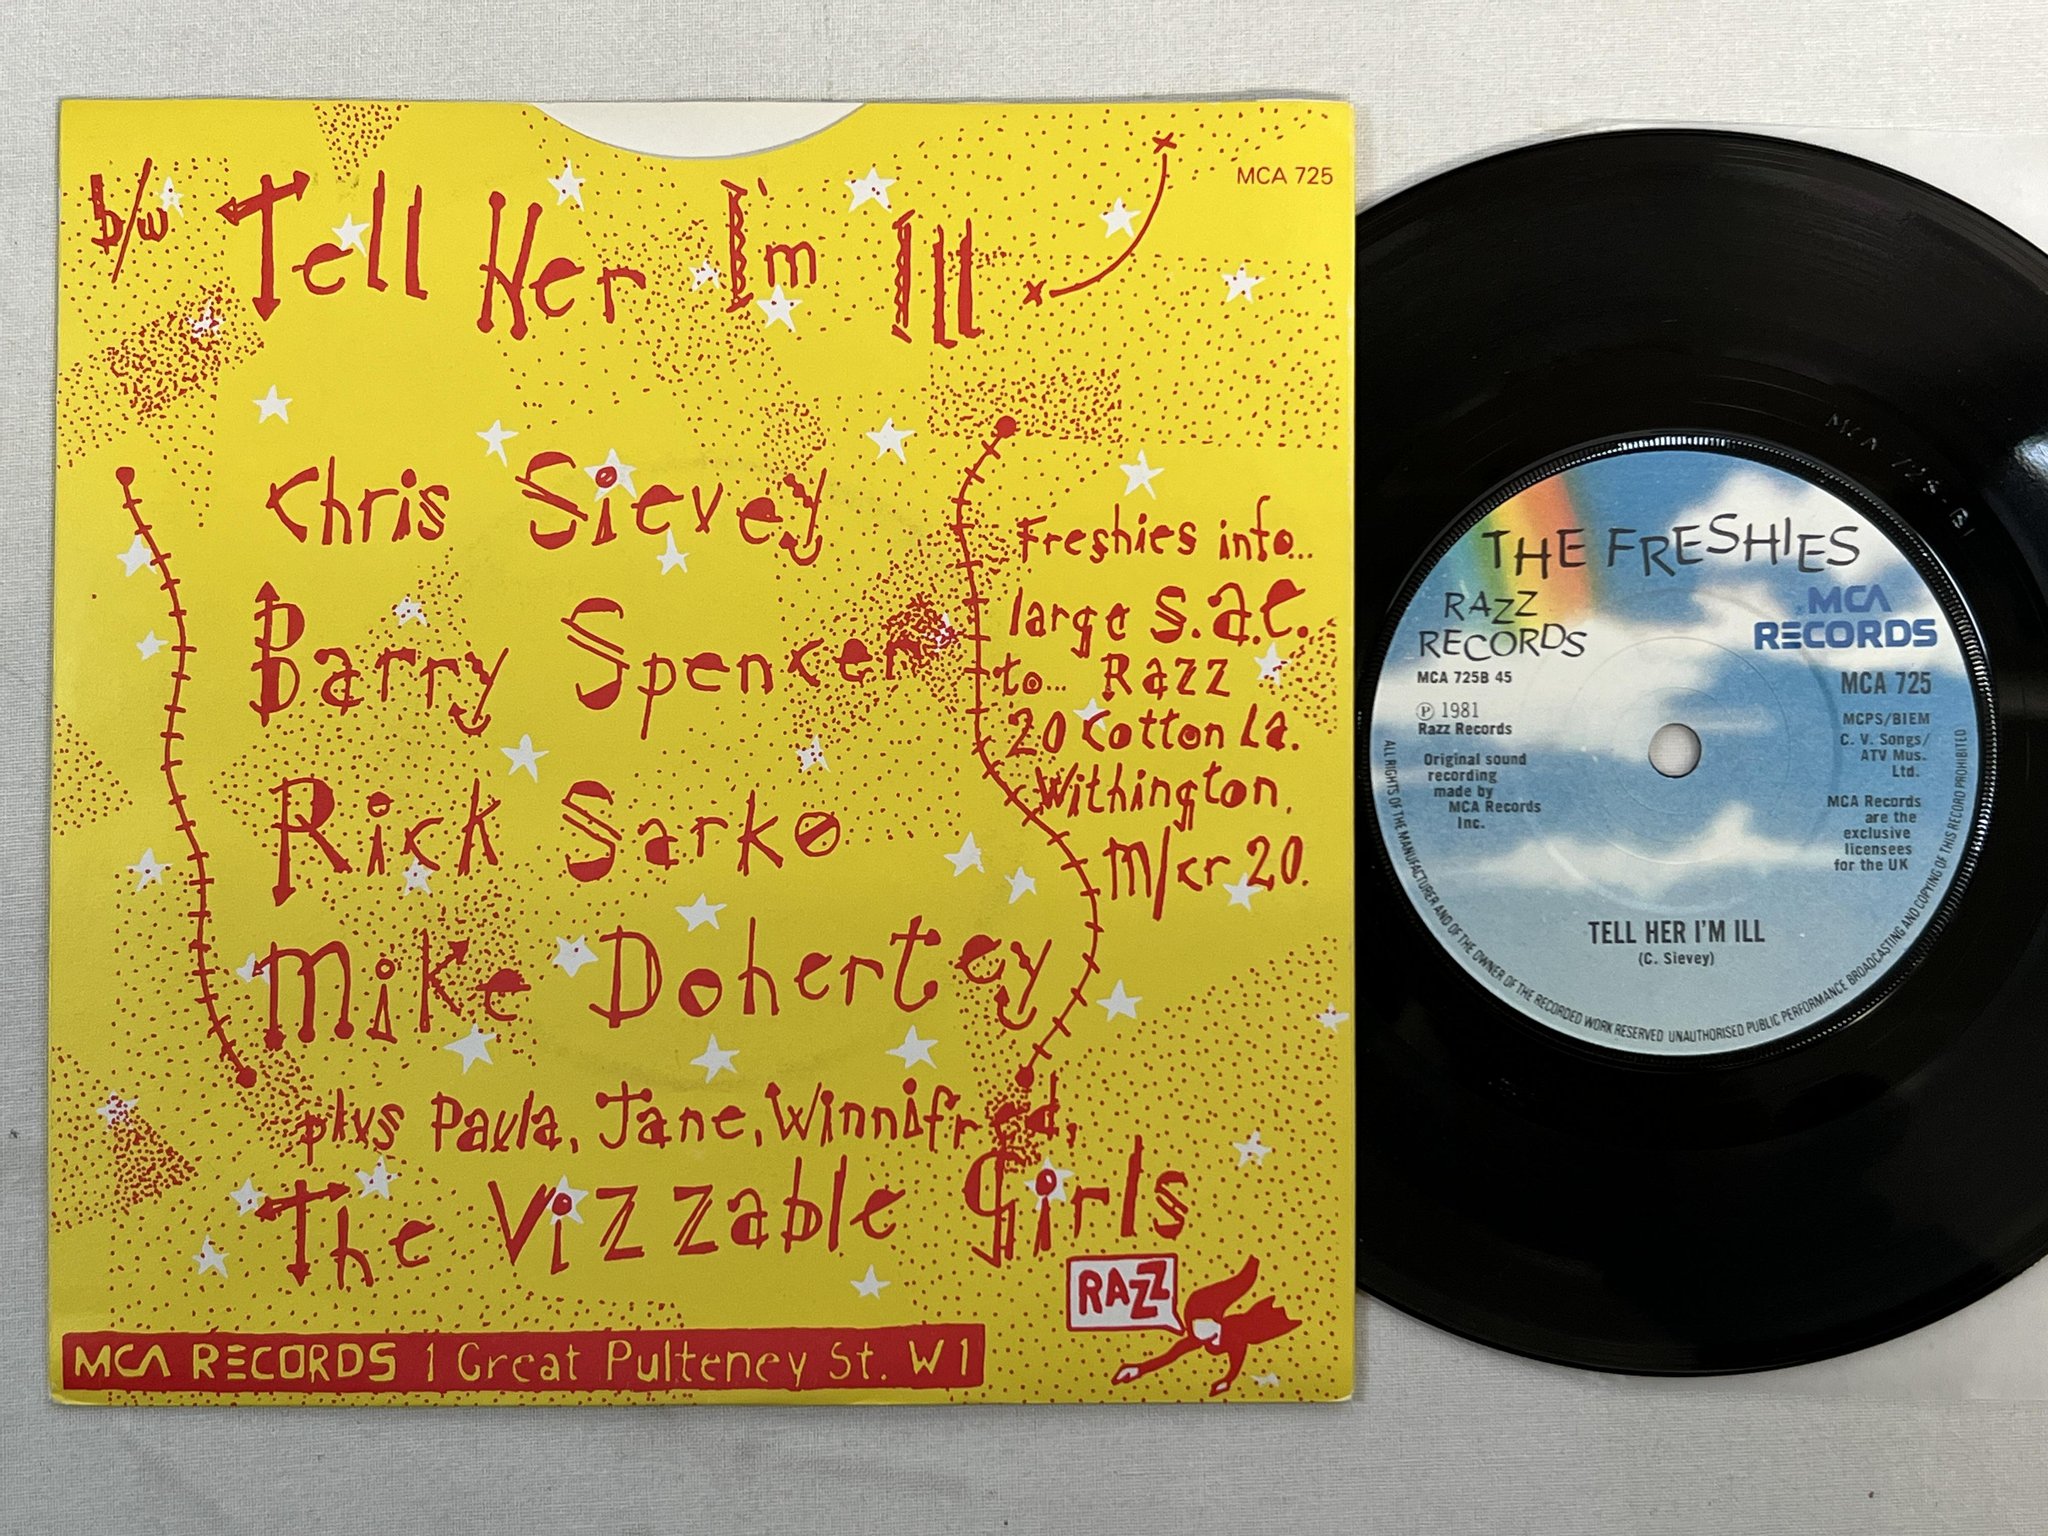 MCA 725
b/w Tell Her I'm Ill
Chris Sievey
Barry Spencer
Rick Sarko
Mike Dohertey
plus Paula, Jane, Winnifred,
The Vizzable Girls
Freshies info...
large s.a.e.
to... Razz
20 Cotton La.
Withington,
M/cr 20.
RAZZ
MCA RECORDS 1 Great Pulteney St. W1
MCA 725-B1
THE FRESHIES
RAZZ
RECORDS
MCA 725B 45
℗ 1981
Razz Records
Original sound
recording
made by
MCA Records
Inc.
MCA
RECORDS
MCA 725
MCPS/BIEM
C. V. Songs/
ATV Mus.
Ltd.
MCA Records
are the
exclusive
licensees
for the UK
TELL HER I'M ILL
(C. Sievey)
ALL RIGHTS OF THE MANUFACTURER AND OF THE OWNER OF THE RECORDED WORK RESERVED UNAUTHORISED PUBLIC PERFORMANCE BROADCASTING AND COPYING OF THIS RECORD PROHIBITED